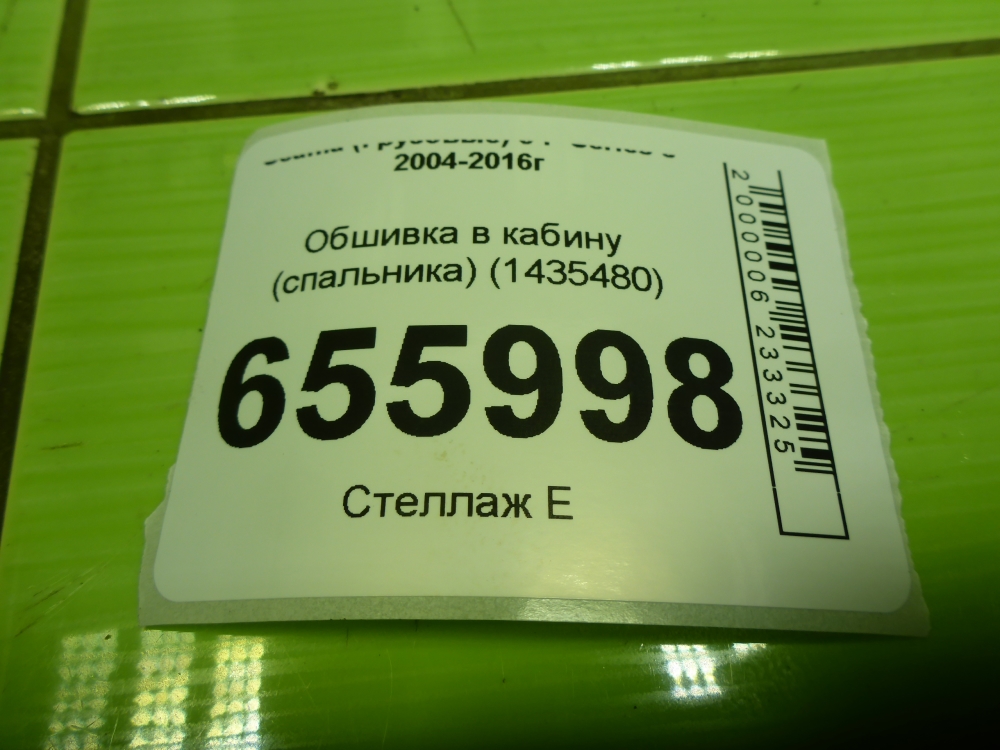 2004-2016г
Обшивка в кабину
(спальника) (1435480)
655998
Стеллаж Е
2000006233325